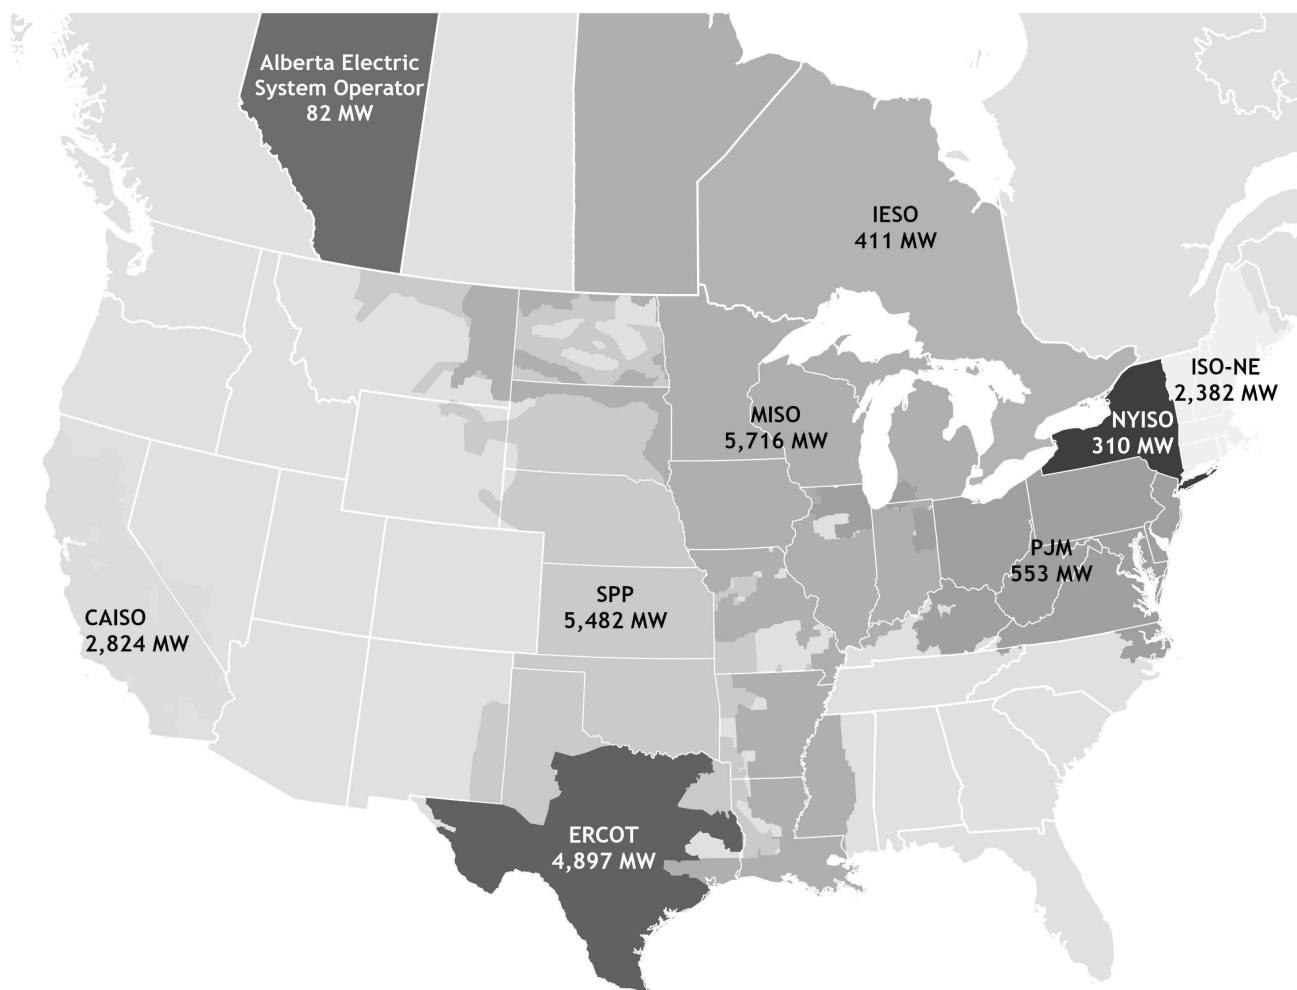 Alberta Electric
System Operator
82 MW
IESO
411 MW
ISO-NE
2,382 MW
MISO
5,716 MW
NYISO
310 MW
PJM
553 MW
SPP
5,482 MW
CAISO
2,824 MW
ERCOT
4,897 MW